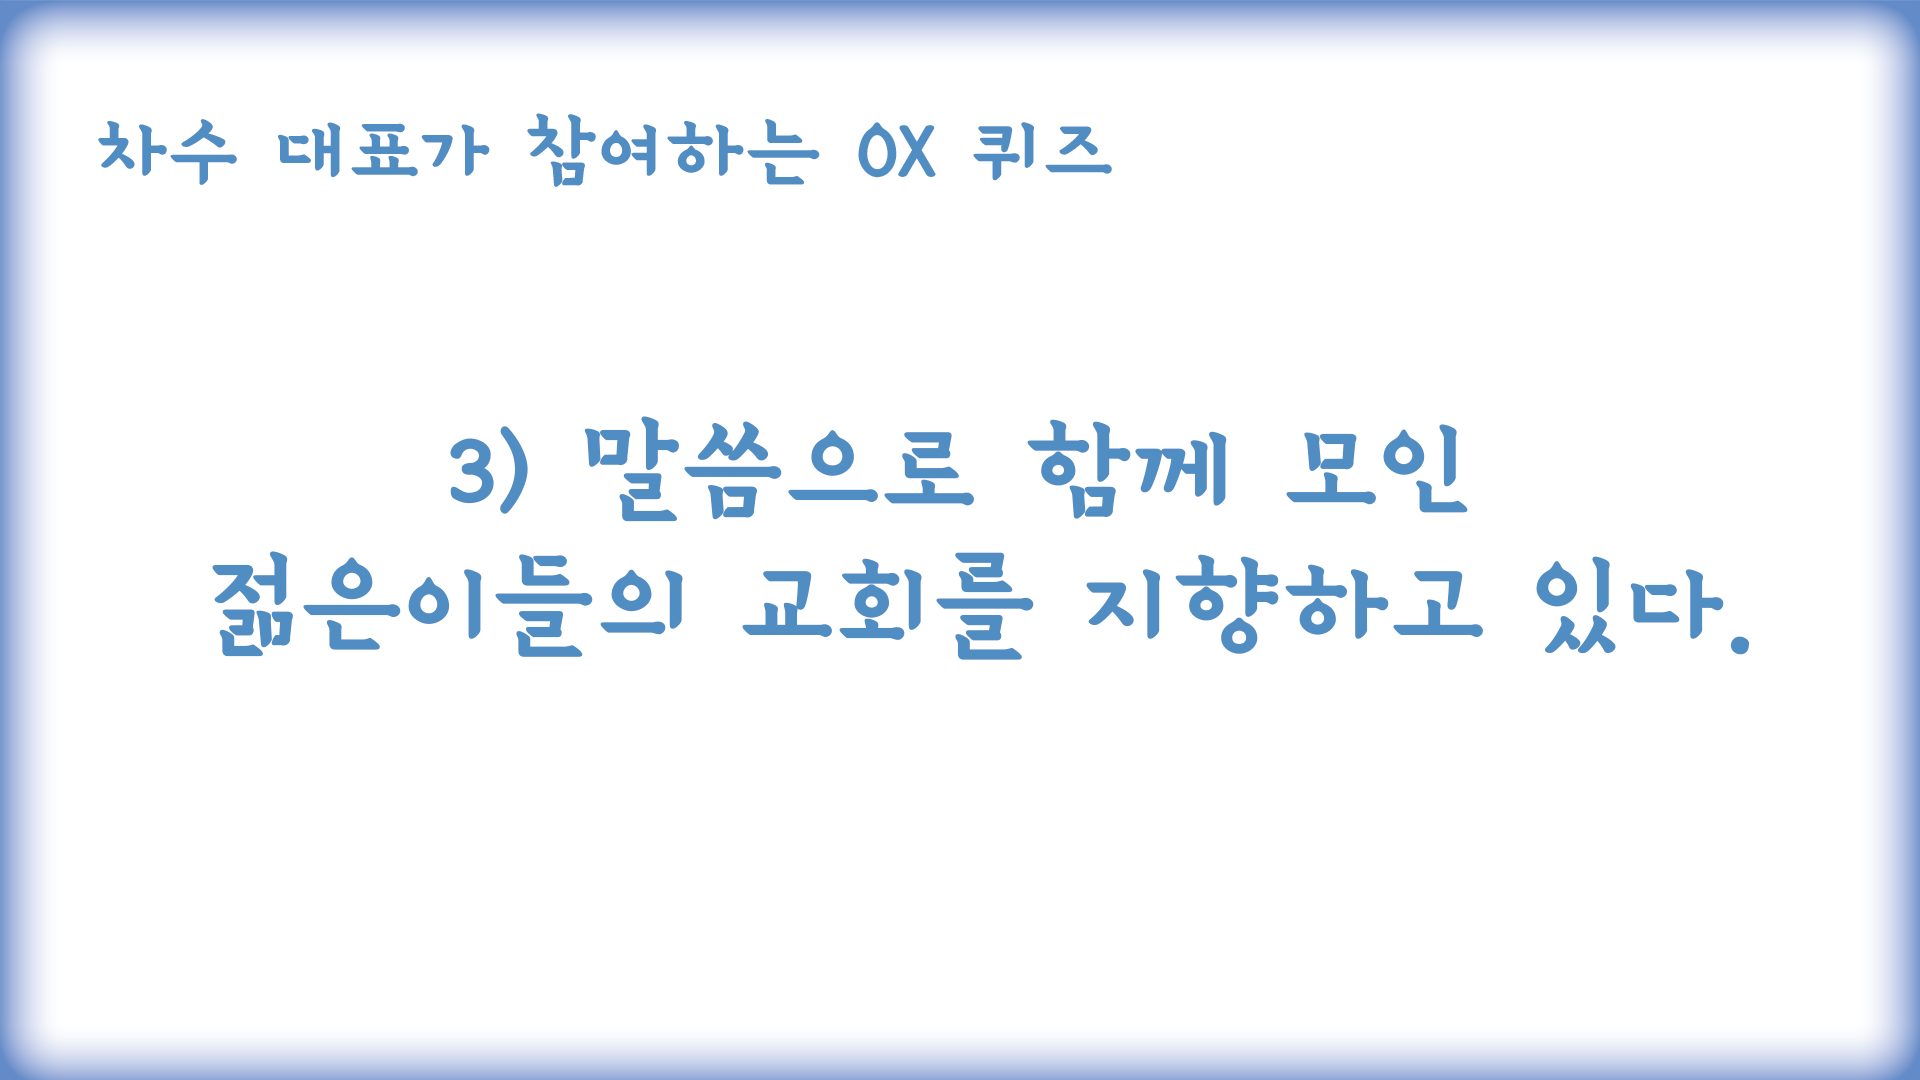 차수 대표가 참여하는 OX 퀴즈
3) 말씀으로 함께 모인
젊은이들의 교회를 지향하고 있다.